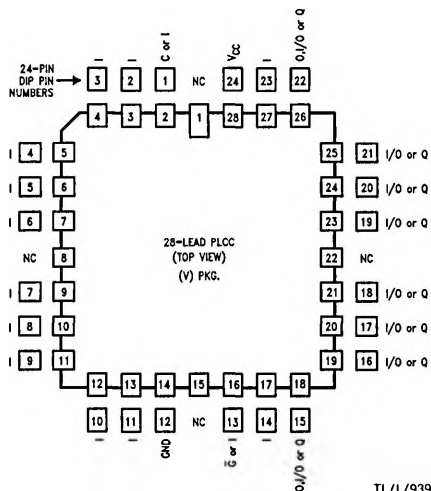 C or I
NC
VCC
O,I/O or Q
24-PIN
DIP PIN
NUMBERS
I 3
I 2
1
24
I 23
22
4 3 2 1 28 27 26
I 4 5 25 21 I/O or Q
I 5 6 24 20 I/O or Q
I 6 7 23 19 I/O or Q
NC 8 22 NC
28-LEAD PLCC
(TOP VIEW)
(V) PKG.
I 7 9 21 18 I/O or Q
I 8 10 20 17 I/O or Q
I 9 11 19 16 I/O or Q
12 13 14 15 16 17 18
10 11 12 NC 13 14 15
I I GND G̅ or I I O,I/O or Q
TL/L/939